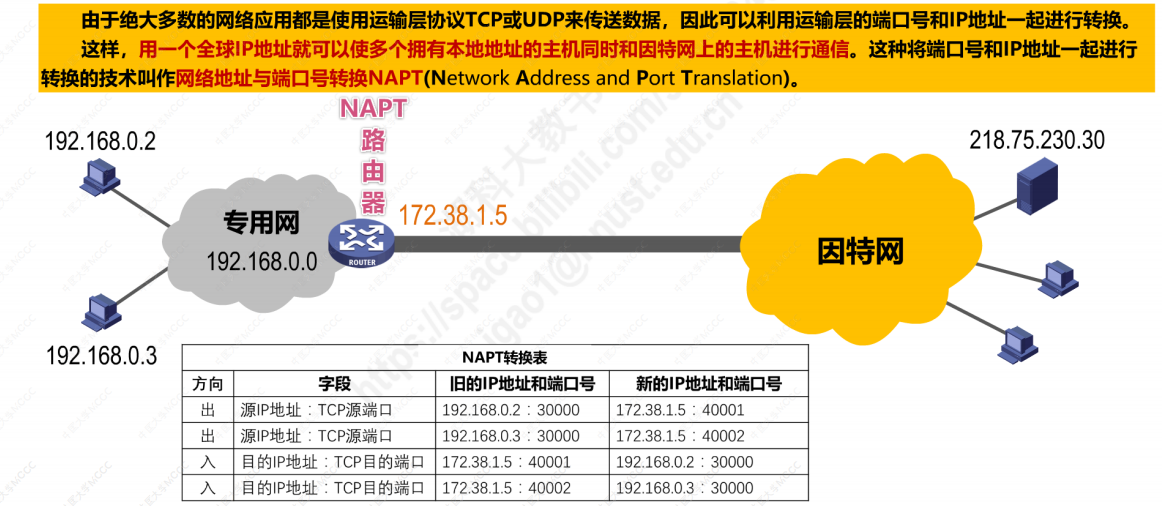 由于绝大多数的网络应用都是使用运输层协议TCP或UDP来传送数据，因此可以利用运输层的端口号和IP地址一起进行转换。
这样，用一个全球IP地址就可以使多个拥有本地地址的主机同时和因特网上的主机进行通信。这种将端口号和IP地址一起进行
转换的技术叫作网络地址与端口号转换NAPT(Network Address and Port Translation)。
NAPT
路
由
器
192.168.0.2
218.75.230.30
172.38.1.5
专用网
192.168.0.0
ROUTER
因特网
192.168.0.3
NAPT转换表
方向 字段 旧的IP地址和端口号 新的IP地址和端口号
出 源IP地址：TCP源端口 192.168.0.2：30000 172.38.1.5：40001
出 源IP地址：TCP源端口 192.168.0.3：30000 172.38.1.5：40002
入 目的IP地址：TCP目的端口 172.38.1.5：40001 192.168.0.2：30000
入 目的IP地址：TCP目的端口 172.38.1.5：40002 192.168.0.3：30000